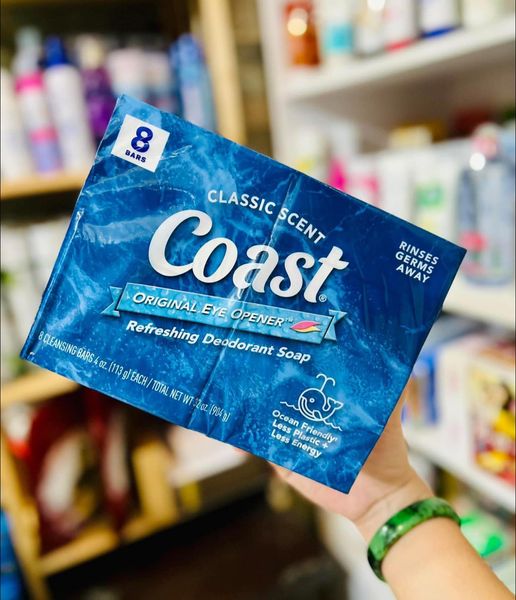 8
BARS
CLASSIC SCENT
Coast®
RINSES
GERMS
AWAY
ORIGINAL EYE OPENER™
Refreshing Deodorant Soap
8 CLEANSING BARS 4 oz. (113 g) EACH / TOTAL NET WT. 32 oz. (904 g)
Ocean Friendly:
Less Plastic +
Less Energy